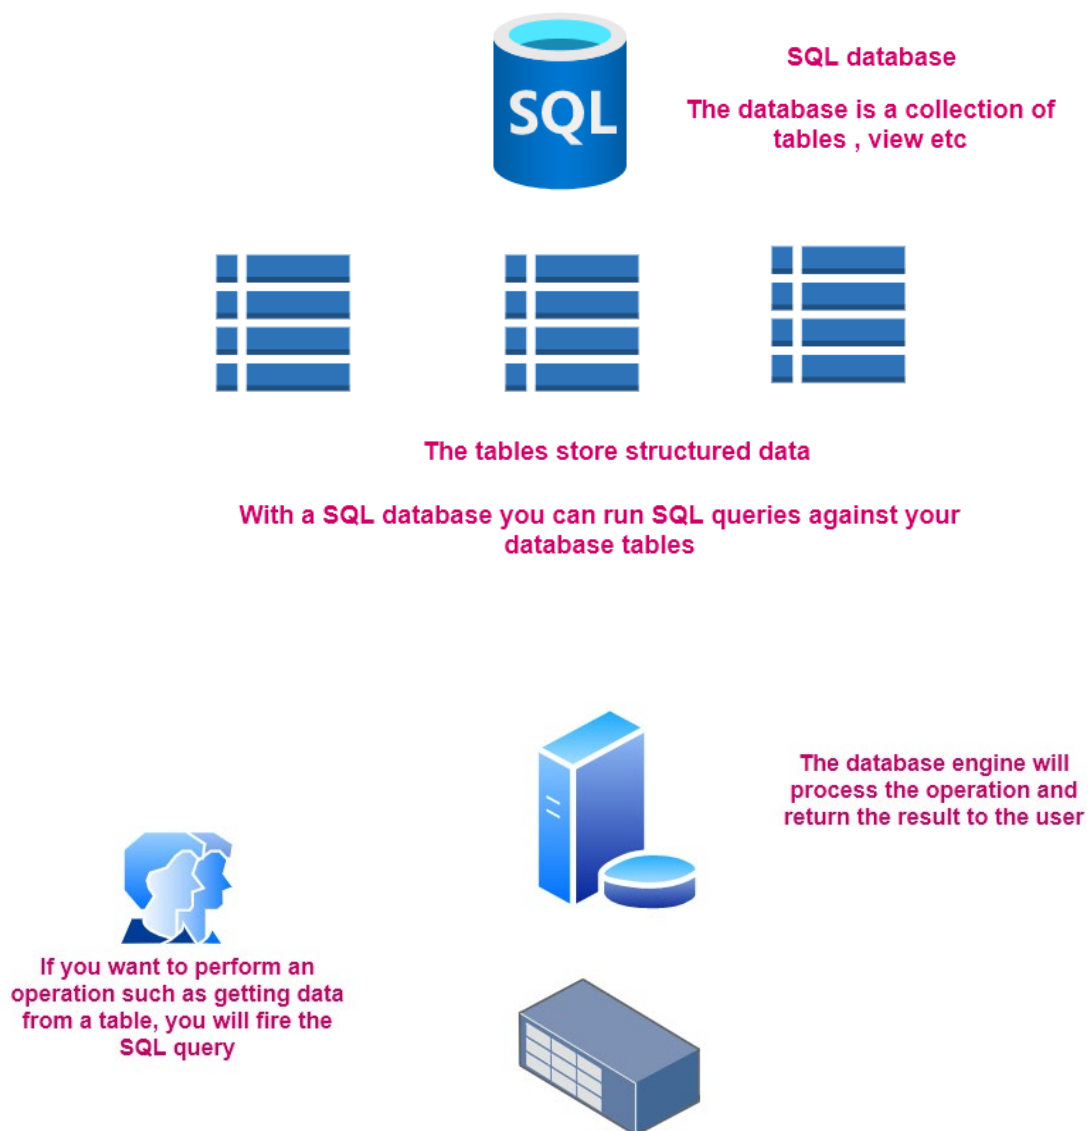 SQL database
SQL
The database is a collection of
tables , view etc
The tables store structured data
With a SQL database you can run SQL queries against your
database tables
The database engine will
process the operation and
return the result to the user
If you want to perform an
operation such as getting data
from a table, you will fire the
SQL query